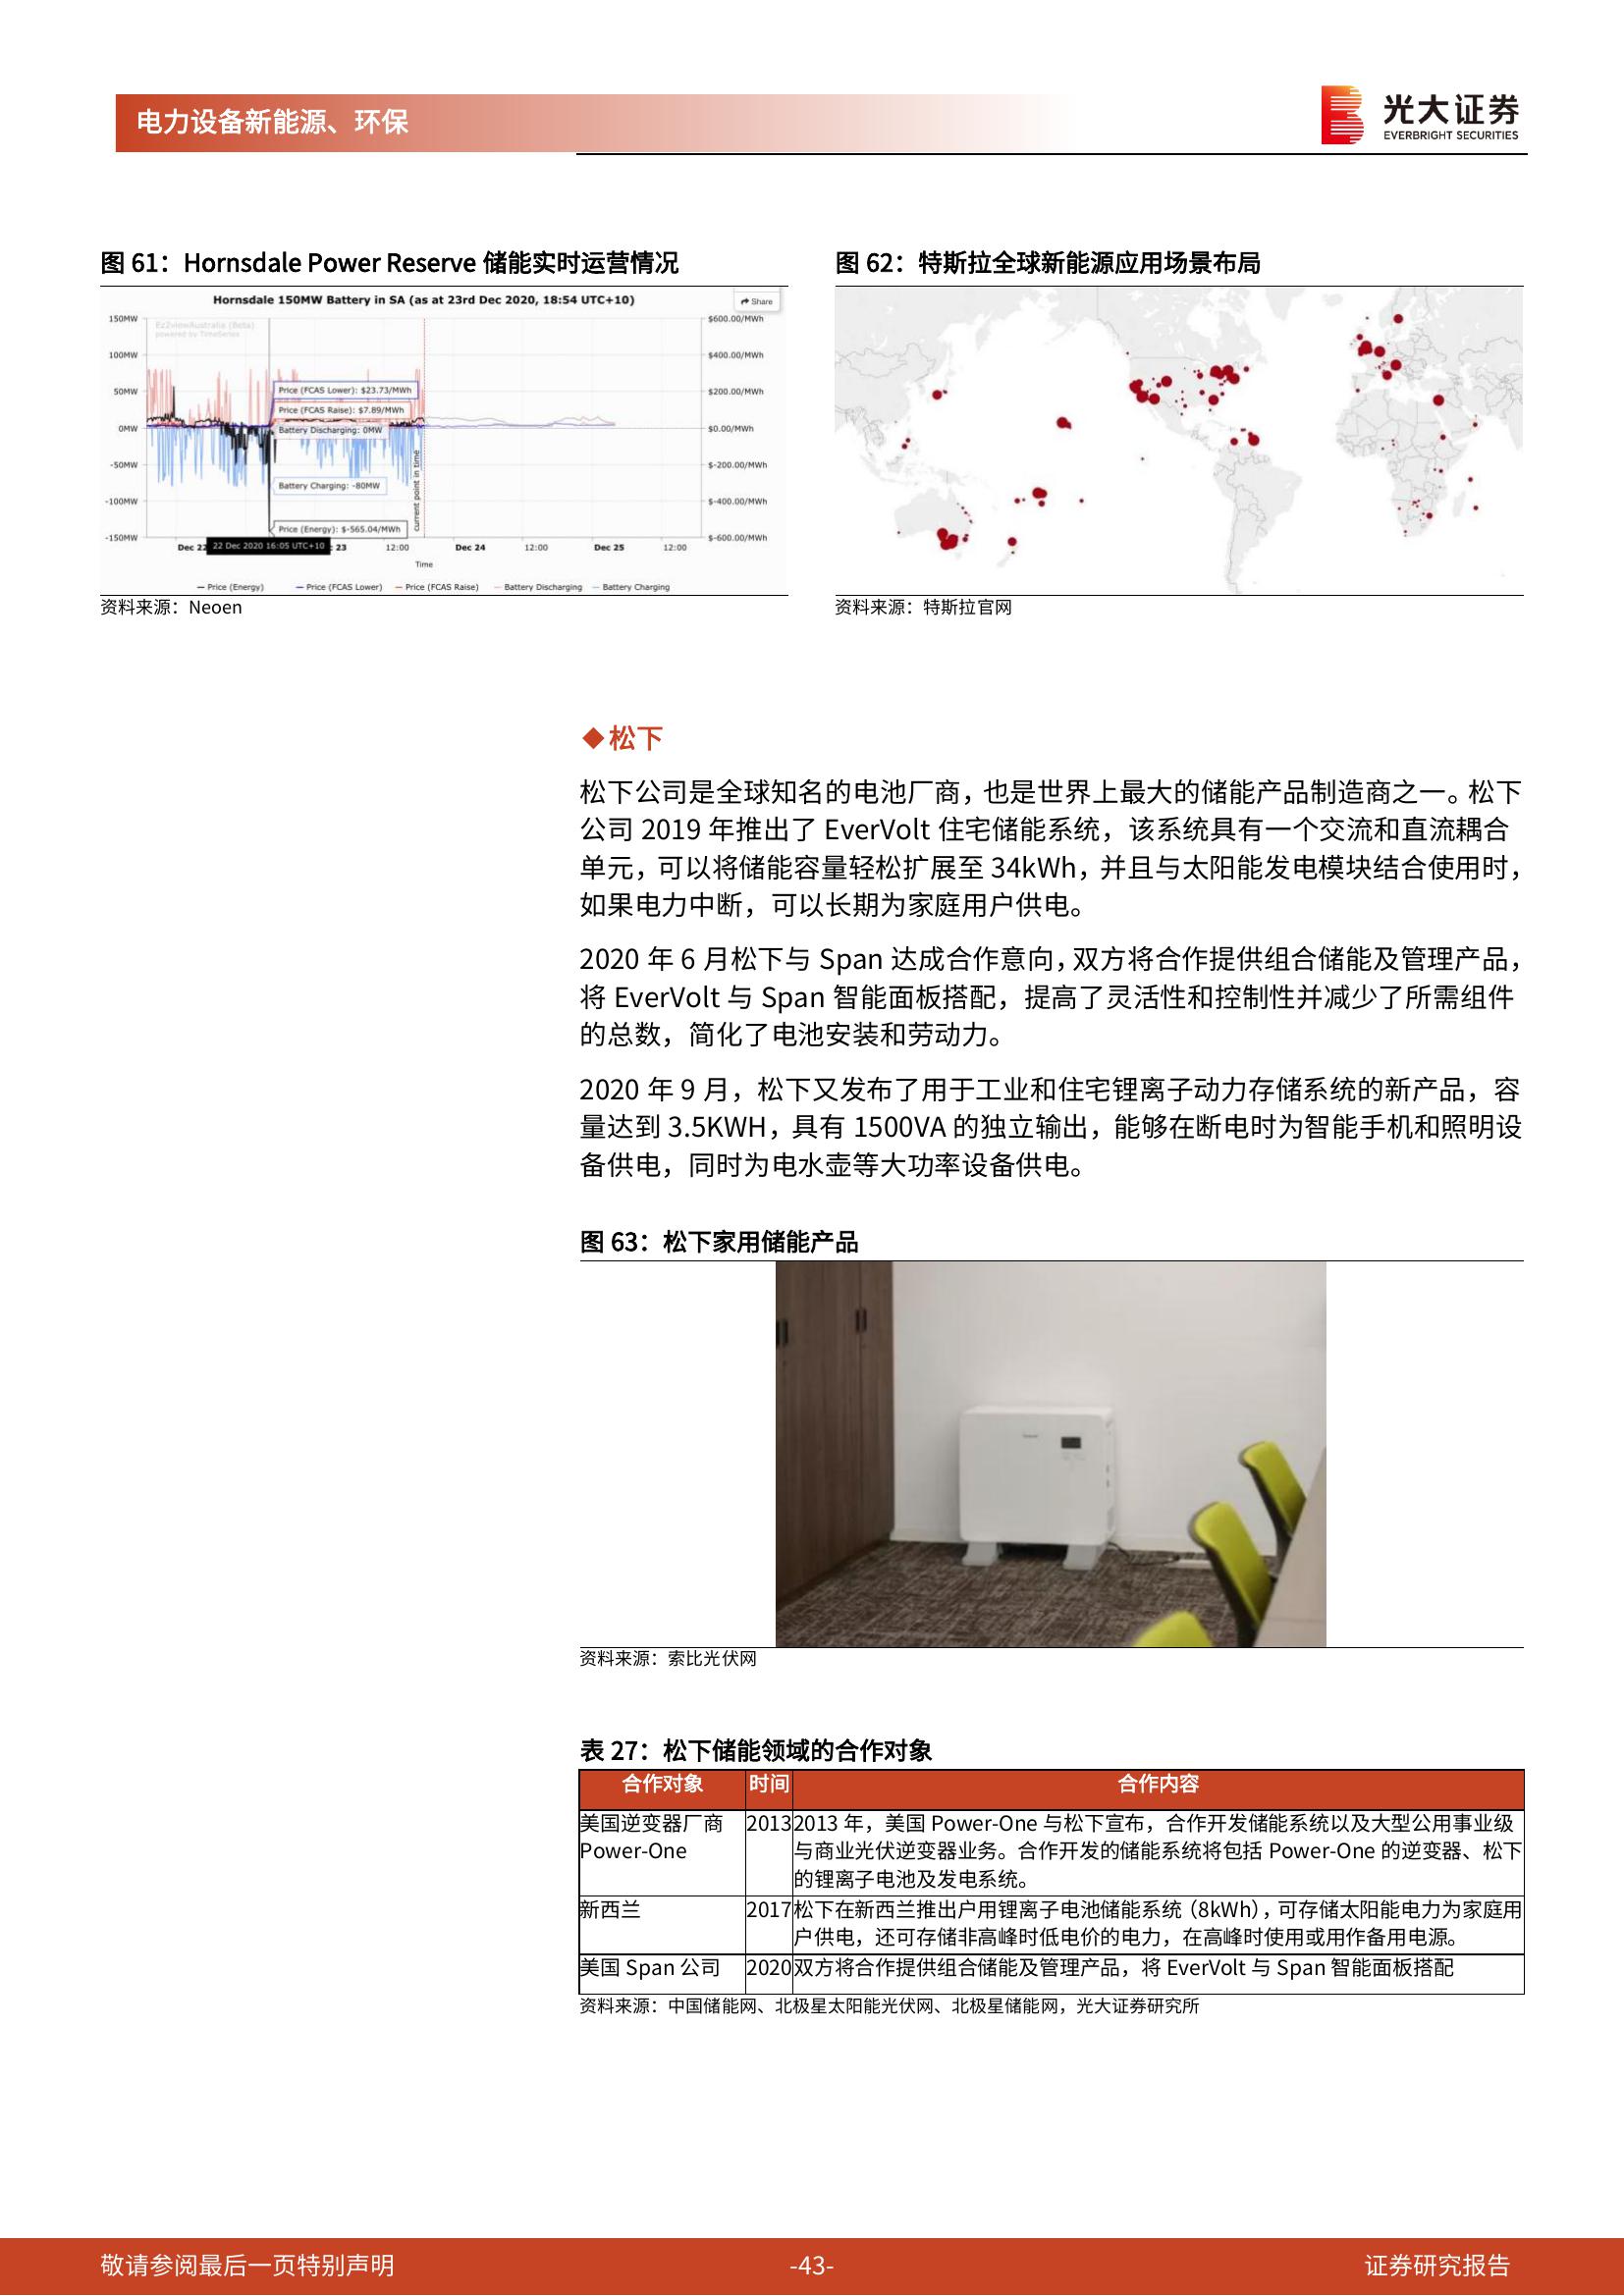 电力设备新能源、环保
光大证券
EVERBRIGHT SECURITIES
图 61：Hornsdale Power Reserve 储能实时运营情况
Hornsdale 150MW Battery in SA (as at 23rd Dec 2020, 18:54 UTC+10)
Share
150MW
100MW
50MW
0MW
-50MW
-100MW
-150MW
$600.00/MWh
$400.00/MWh
$200.00/MWh
$0.00/MWh
$-200.00/MWh
$-400.00/MWh
$-600.00/MWh
powered by
Price (FCAS Lower): $23.73/MWh
Price (FCAS Raise): $7.89/MWh
Battery Discharging: 0MW
Battery Charging: -80MW
Price (Energy): $-565.04/MWh
current point in time
Dec 22
22 Dec 2020 16:05 UTC+10
23
12:00
Dec 24
12:00
Dec 25
12:00
Time
Price (Energy)
Price (FCAS Lower)
Price (FCAS Raise)
Battery Discharging
Battery Charging
资料来源：Neoen
图 62：特斯拉全球新能源应用场景布局
资料来源：特斯拉官网
◆松下
松下公司是全球知名的电池厂商，也是世界上最大的储能产品制造商之一。松下
公司 2019 年推出了 EverVolt 住宅储能系统，该系统具有一个交流和直流耦合
单元，可以将储能容量轻松扩展至 34kWh，并且与太阳能发电模块结合使用时，
如果电力中断，可以长期为家庭用户供电。
2020 年 6 月松下与 Span 达成合作意向，双方将合作提供组合储能及管理产品，
将 EverVolt 与 Span 智能面板搭配，提高了灵活性和控制性并减少了所需组件
的总数，简化了电池安装和劳动力。
2020 年 9 月，松下又发布了用于工业和住宅锂离子动力存储系统的新产品，容
量达到 3.5KWH，具有 1500VA 的独立输出，能够在断电时为智能手机和照明设
备供电，同时为电水壶等大功率设备供电。
图 63：松下家用储能产品
资料来源：索比光伏网
表 27：松下储能领域的合作对象
合作对象 时间 合作内容
美国逆变器厂商 2013 2013 年，美国 Power-One 与松下宣布，合作开发储能系统以及大型公用事业级
Power-One 与商业光伏逆变器业务。合作开发的储能系统将包括 Power-One 的逆变器、松下
的锂离子电池及发电系统。
新西兰 2017 松下在新西兰推出户用锂离子电池储能系统（8kWh），可存储太阳能电力为家庭用
户供电，还可存储非高峰时低电价的电力，在高峰时使用或用作备用电源。
美国 Span 公司 2020 双方将合作提供组合储能及管理产品，将 EverVolt 与 Span 智能面板搭配
资料来源：中国储能网、北极星太阳能光伏网、北极星储能网，光大证券研究所
敬请参阅最后一页特别声明
-43-
证券研究报告